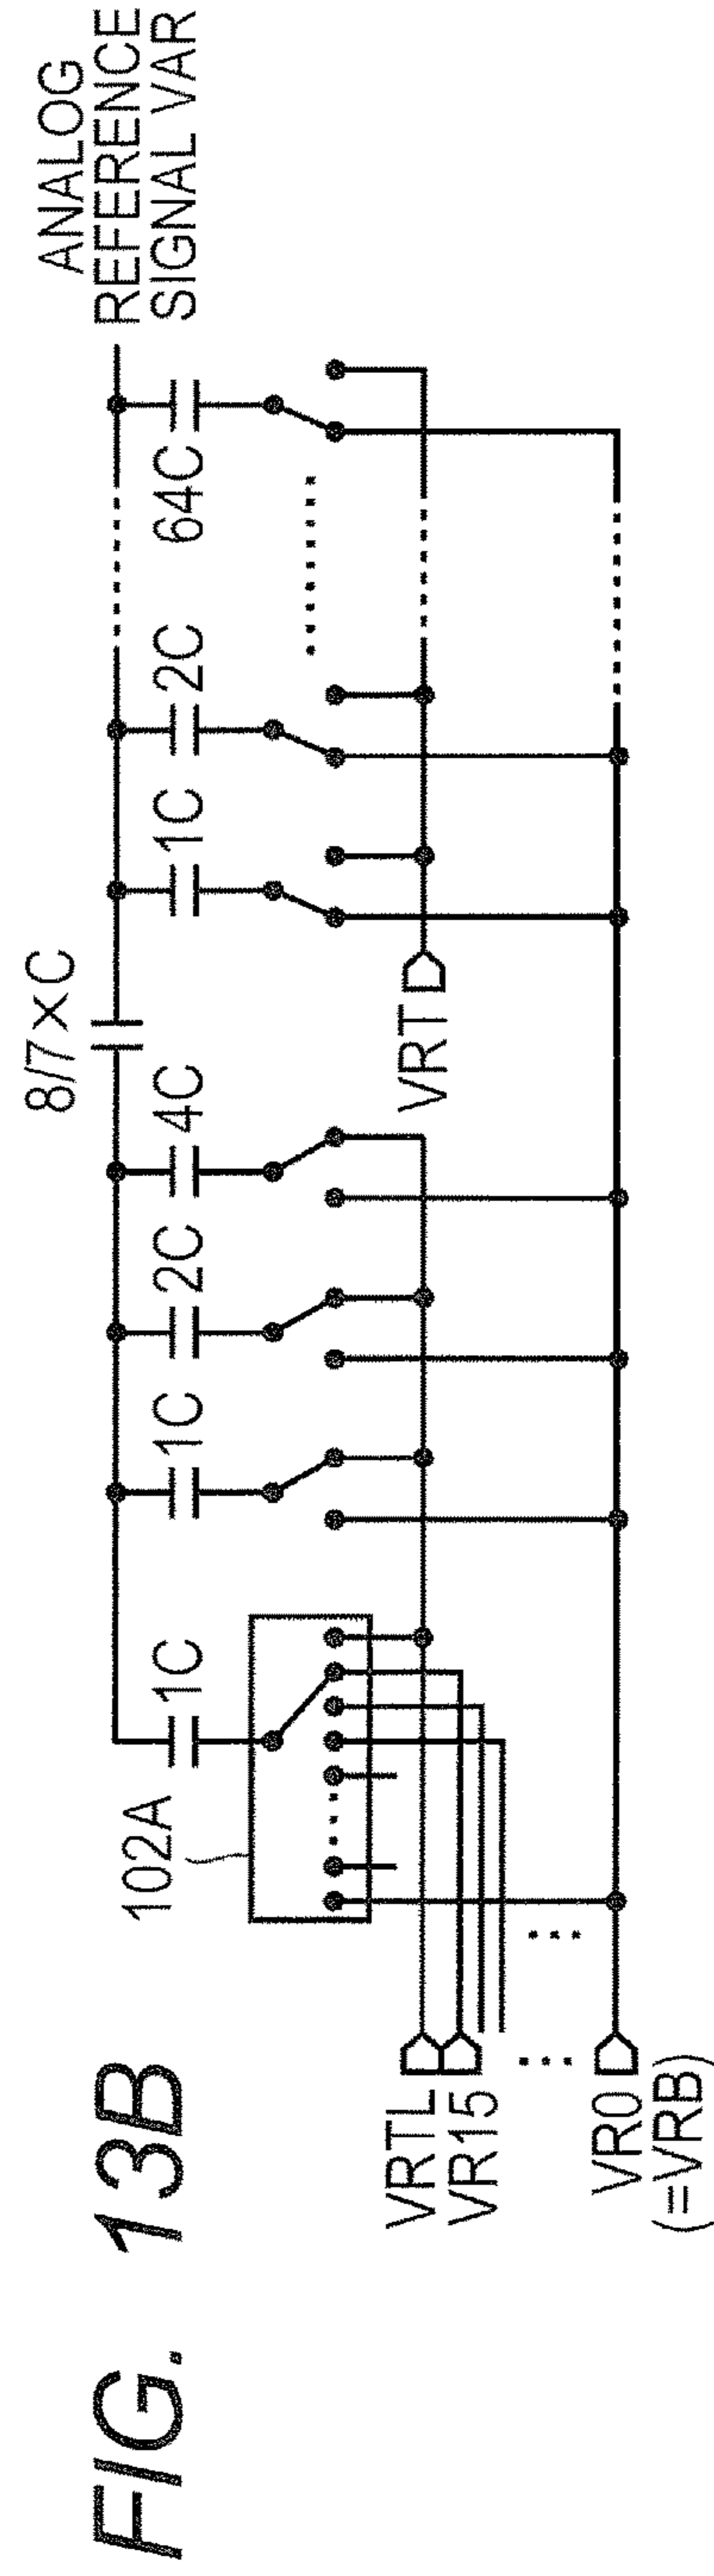 FIG. 13B
ANALOG
REFERENCE
SIGNAL VAR
8/7×C
102A
1C
1C
2C
4C
1C
2C
64C
VRT
VRTL
VR15
VR0
(=VRB)